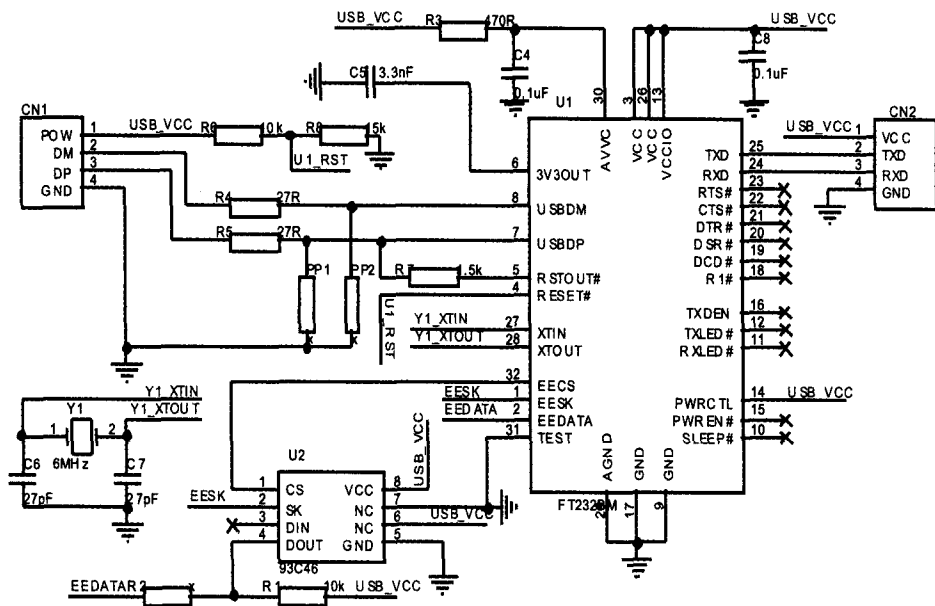 USB_VCC R3 470R
USB_VCC
C8
C4
0.1uF
0.1uF
C5 3.3nF
U1
30
3
26
13
CN1
POW 1
DM 2
DP 3
GND 4
USB_VCC R6 10k R8 15k
U1_RST
AVVC
VCC
VCC
VCCIO
6 3V3OUT
R4 27R
8 USBDM
R5 27R
7 USBDP
PP1
PP2
x
x
R7 1.5k
5 RSTOUT#
4 RESET#
U1_RST
Y1_XTIN 27 XTIN
Y1_XTOUT 28 XTOUT
32 EECS
EESK 1 EESK
EEDATA 2 EEDATA
31 TEST
TXD 25
RXD 24
RTS# 23
CTS# 22
DTR# 21
DSR# 20
DCD# 19
R1# 18
TXDEN 16
TXLED# 12
RXLED# 11
PWRCTL 14 USB_VCC
PWREN# 15
SLEEP# 10
AGND
GND
GND
FT232BM
17
9
CN2
USB_VCC 1 VCC
2 TXD
3 RXD
4 GND
Y1_XTIN
Y1
Y1_XTOUT
1 2
6MHz
C6
C7
27pF
27pF
U2
USB_VCC
1 CS VCC 8
EESK 2 SK NC 7
3 DIN NC 6 USB_VCC
4 DOUT GND 5
93C46
EEDATA R2 x R1 10k USB_VCC